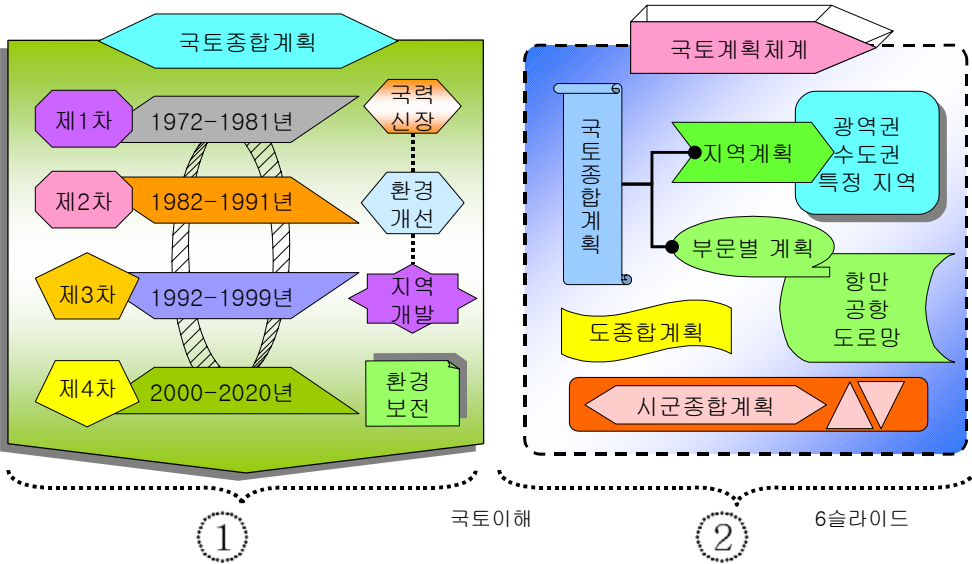 국토종합계획
제1차
1972-1981년
국력
신장
제2차
1982-1991년
환경
개선
제3차
1992-1999년
지역
개발
제4차
2000-2020년
환경
보전
①
국토계획체계
국토종합계획
지역계획
광역권
수도권
특정 지역
부문별 계획
항만
공항
도로망
도종합계획
시군종합계획
②
국토이해
6슬라이드